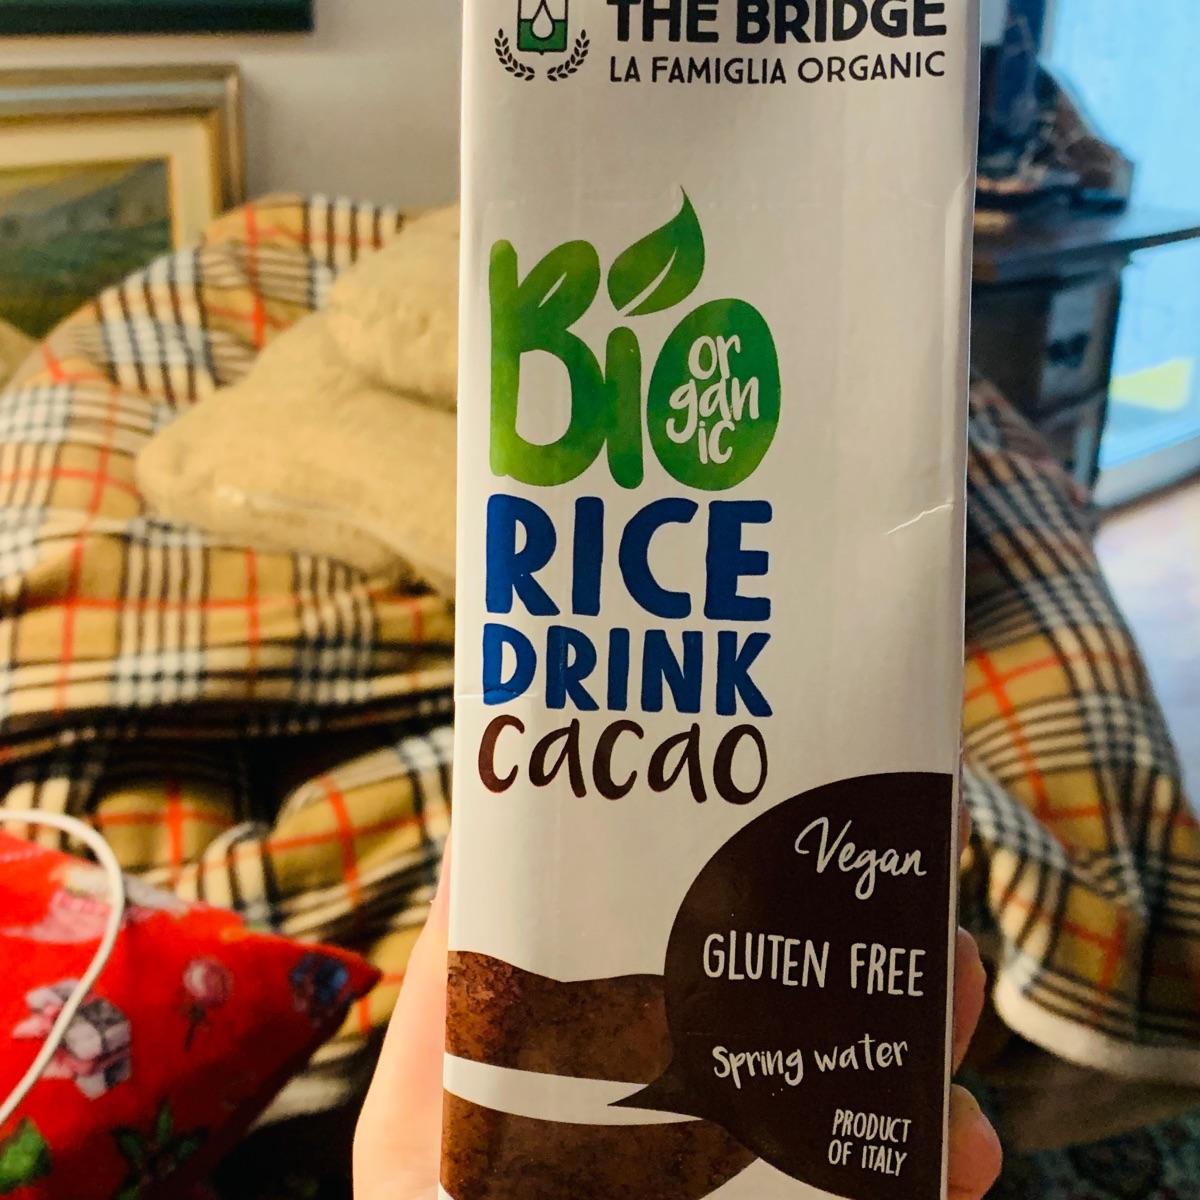 THE BRIDGE
LA FAMIGLIA ORGANIC
Bio
or
gan
ic
RICE
DRINK
cacao
Vegan
GLUTEN FREE
Spring water
PRODUCT
OF ITALY